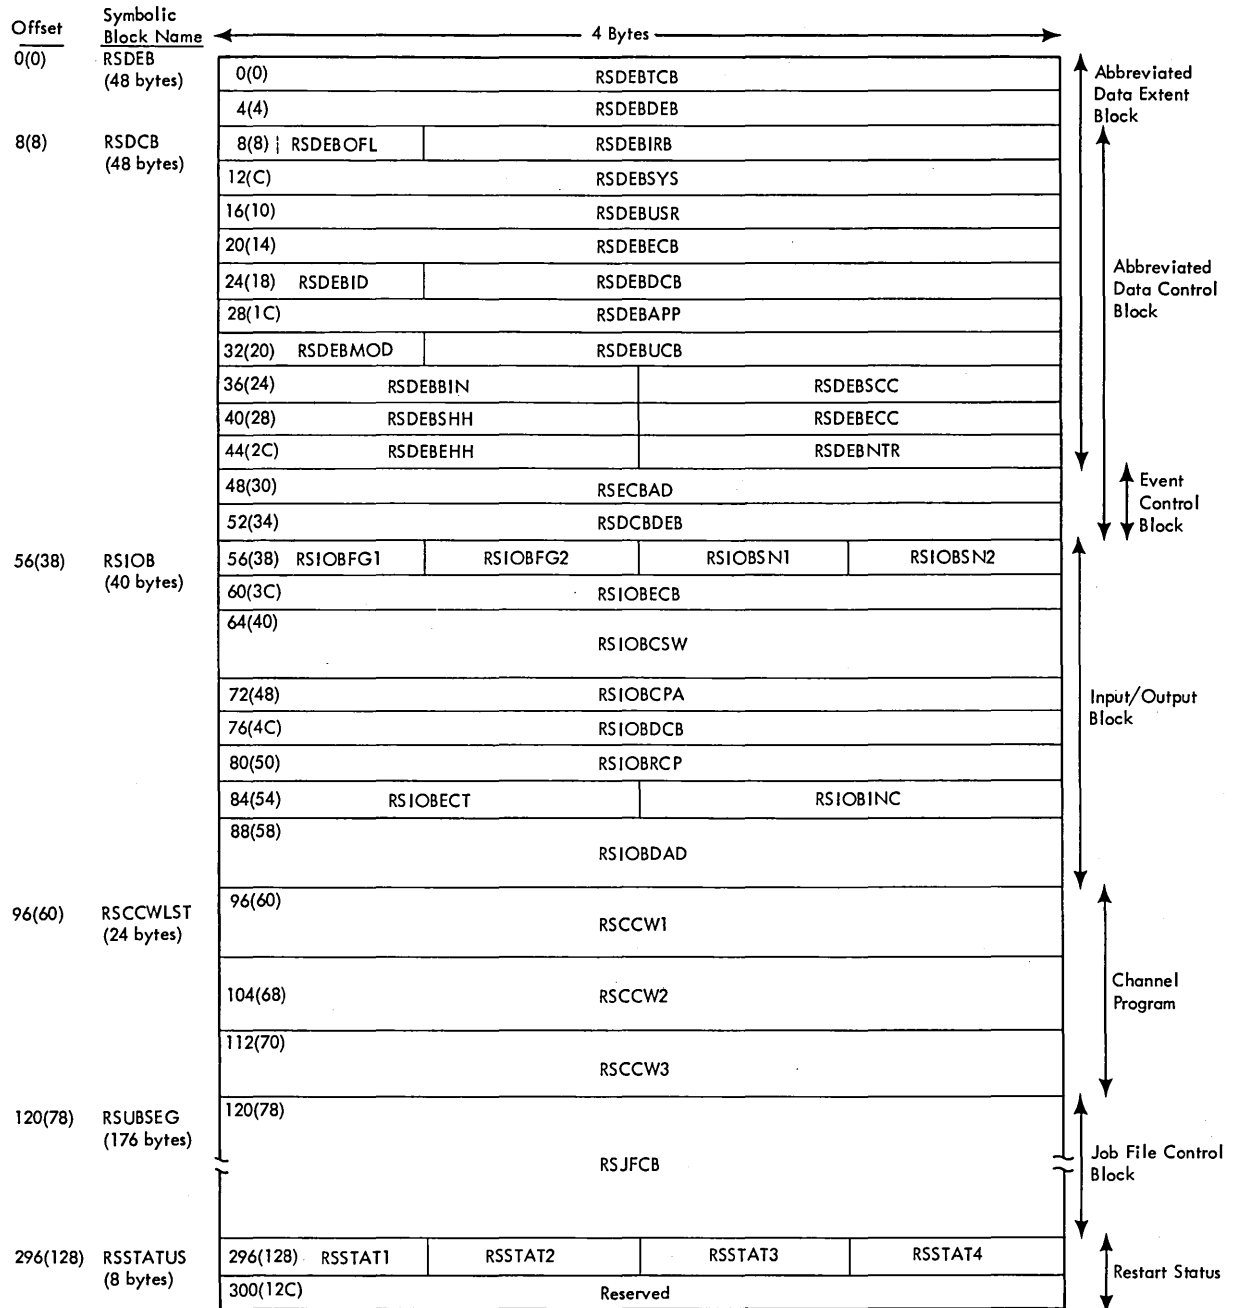 Offset
Symbolic
Block Name
4 Bytes
0(0)
RSDEB
(48 bytes)
0(0)
RSDEBTCB
Abbreviated
Data Extent
Block
4(4)
RSDEBDEB
8(8)
RSDCB
(48 bytes)
8(8) RSDEBOFL
RSDEBIRB
12(C)
RSDEBSYS
16(10)
RSDEBUSR
20(14)
RSDEBECB
24(18) RSDEBID
RSDEBDCB
Abbreviated
Data Control
Block
28(1C)
RSDEBAPP
32(20) RSDEBMOD
RSDEBUCB
36(24)
RSDEBBIN
RSDEBSCC
40(28)
RSDEBSHH
RSDEBECC
44(2C)
RSDEBEHH
RSDEBNTR
48(30)
RSECBAD
Event
Control
Block
52(34)
RSDCBDEB
56(38)
RSIOB
(40 bytes)
56(38) RSIOBFG1
RSIOBFG2
RSIOBSN1
RSIOBSN2
60(3C)
RSIOBECB
64(40)
RSIOBCSW
72(48)
RSIOBCPA
Input/Output
Block
76(4C)
RSIOBDCB
80(50)
RSIOBRCP
84(54)
RSIOBECT
RSIOBINC
88(58)
RSIOBDAD
96(60)
RSCCWLST
(24 bytes)
96(60)
RSCCW1
104(68)
RSCCW2
Channel
Program
112(70)
RSCCW3
120(78)
RSUBSEG
(176 bytes)
120(78)
RSJFCB
Job File Control
Block
296(128)
RSSTATUS
(8 bytes)
296(128) RSSTAT1
RSSTAT2
RSSTAT3
RSSTAT4
Restart Status
300(12C)
Reserved